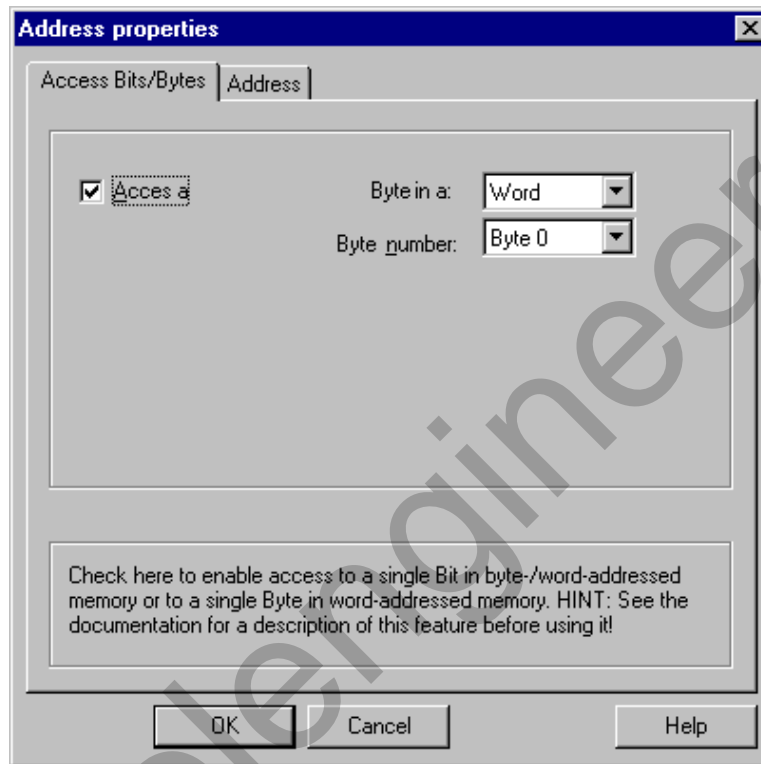 Address properties
Access Bits/Bytes Address
Acces a Byte in a: Word
Byte number: Byte 0
Check here to enable access to a single Bit in byte-/word-addressed
memory or to a single Byte in word-addressed memory. HINT: See the
documentation for a description of this feature before using it!
OK Cancel Help
lengineer